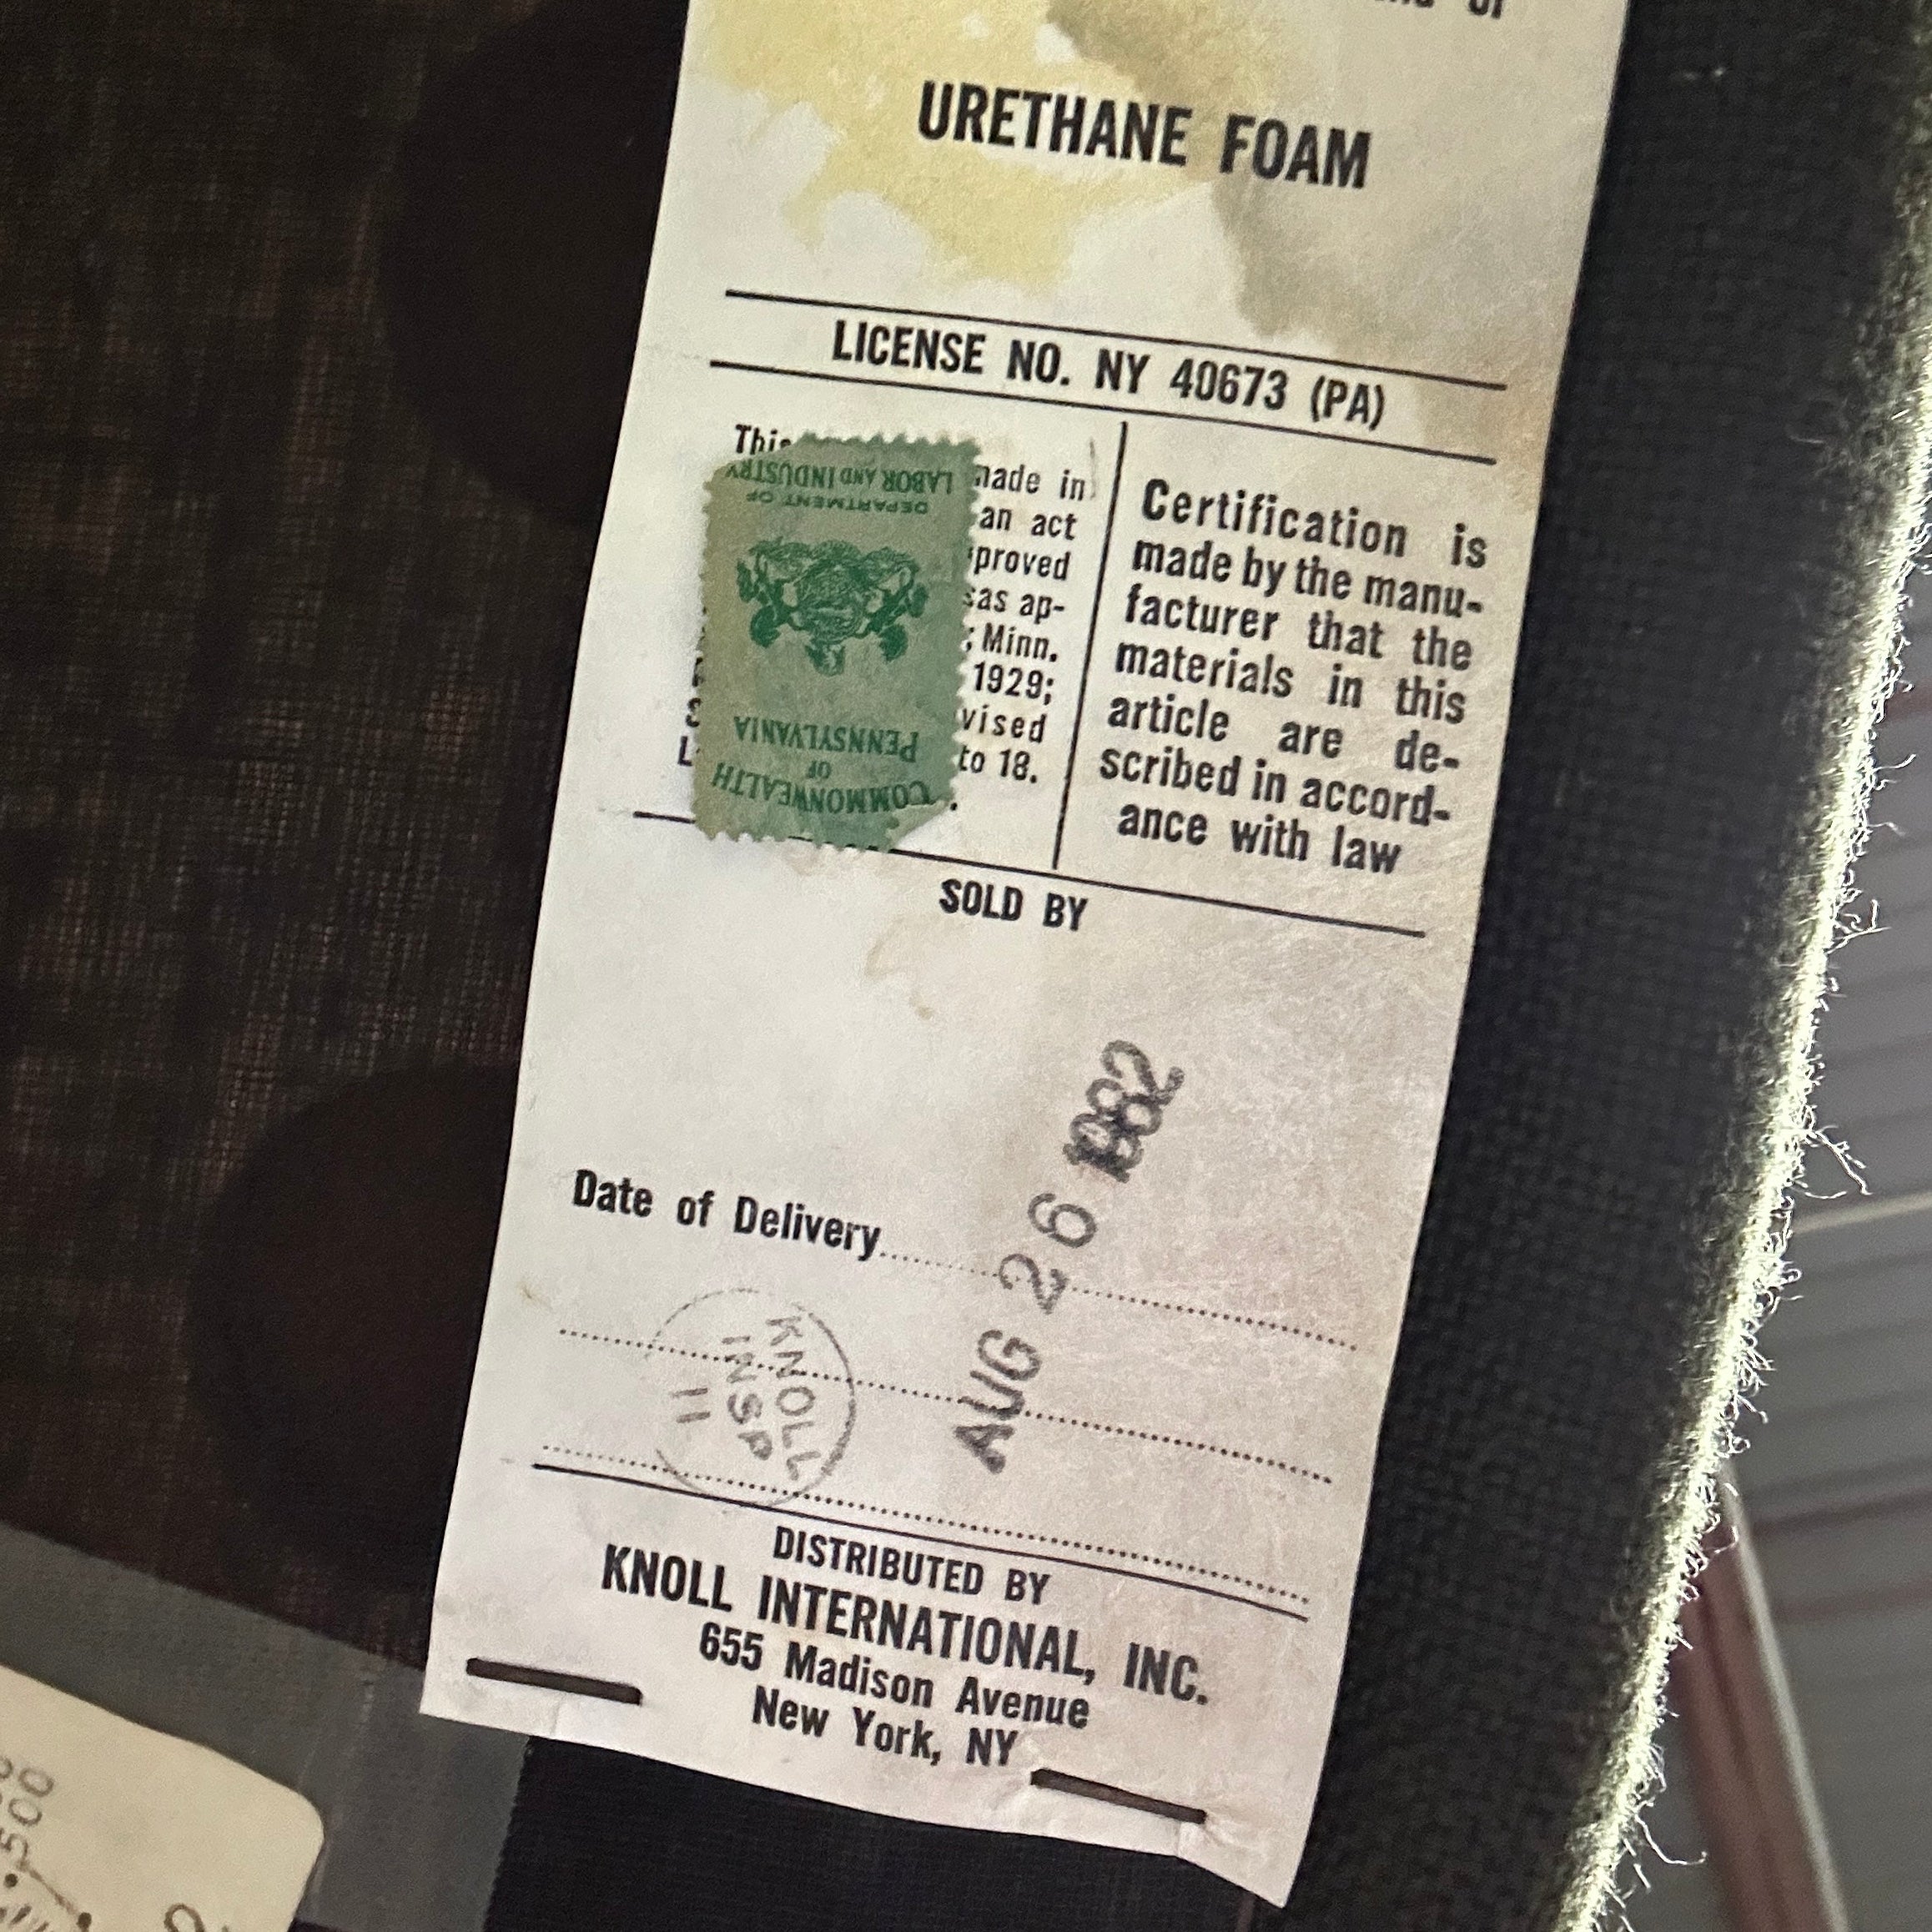 of
URETHANE FOAM
LICENSE NO. NY 40673 (PA)
This
made in
an act
proved
sas ap-
; Minn.
1929;
vised
to 18.
Certification is
made by the manu-
facturer that the
materials in this
article are de-
scribed in accord-
ance with law
COMMONWEALTH
OF
PENNSYLVANIA
DEPARTMENT OF
LABOR AND INDUSTRY
SOLD BY
Date of Delivery
AUG 26 1982
KNOLL
INSP
11
DISTRIBUTED BY
KNOLL INTERNATIONAL, INC.
655 Madison Avenue
New York, NY
500